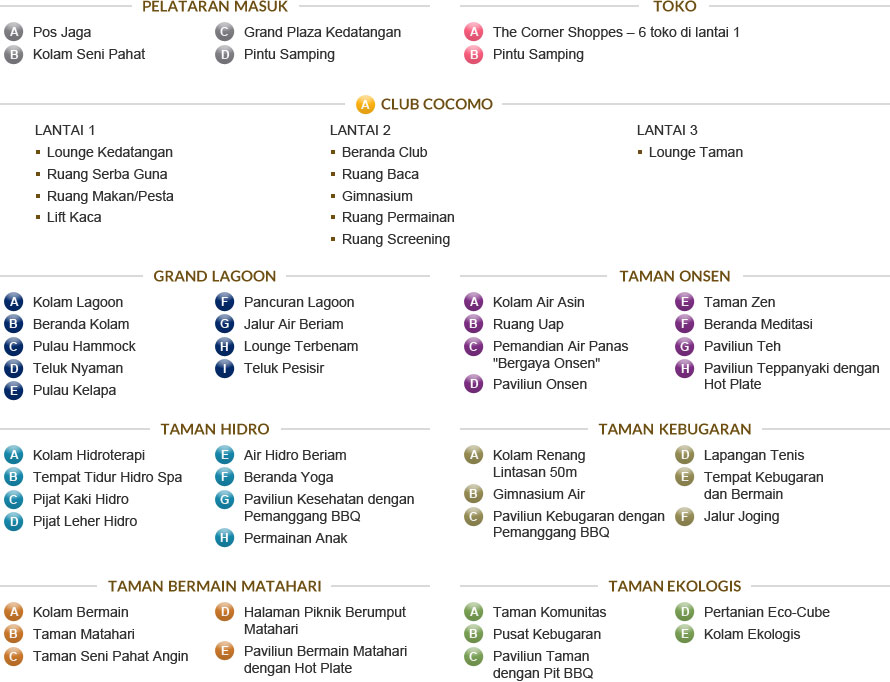 PELATARAN MASUK
A Pos Jaga
B Kolam Seni Pahat
C Grand Plaza Kedatangan
D Pintu Samping
TOKO
A The Corner Shoppes – 6 toko di lantai 1
B Pintu Samping
A CLUB COCOMO
LANTAI 1
▪ Lounge Kedatangan
▪ Ruang Serba Guna
▪ Ruang Makan/Pesta
▪ Lift Kaca
LANTAI 2
▪ Beranda Club
▪ Ruang Baca
▪ Gimnasium
▪ Ruang Permainan
▪ Ruang Screening
LANTAI 3
▪ Lounge Taman
GRAND LAGOON
A Kolam Lagoon
B Beranda Kolam
C Pulau Hammock
D Teluk Nyaman
E Pulau Kelapa
F Pancuran Lagoon
G Jalur Air Beriam
H Lounge Terbenam
I Teluk Pesisir
TAMAN ONSEN
A Kolam Air Asin
B Ruang Uap
C Pemandian Air Panas
"Bergaya Onsen"
D Paviliun Onsen
E Taman Zen
F Beranda Meditasi
G Paviliun Teh
H Paviliun Teppanyaki dengan
Hot Plate
TAMAN HIDRO
A Kolam Hidroterapi
B Tempat Tidur Hidro Spa
C Pijat Kaki Hidro
D Pijat Leher Hidro
E Air Hidro Beriam
F Beranda Yoga
G Paviliun Kesehatan dengan
Pemanggang BBQ
H Permainan Anak
TAMAN KEBUGARAN
A Kolam Renang
Lintasan 50m
B Gimnasium Air
C Paviliun Kebugaran dengan
Pemanggang BBQ
D Lapangan Tenis
E Tempat Kebugaran
dan Bermain
F Jalur Joging
TAMAN BERMAIN MATAHARI
A Kolam Bermain
B Taman Matahari
C Taman Seni Pahat Angin
D Halaman Piknik Berumput
Matahari
E Paviliun Bermain Matahari
dengan Hot Plate
TAMAN EKOLOGIS
A Taman Komunitas
B Pusat Kebugaran
C Paviliun Taman
dengan Pit BBQ
D Pertanian Eco-Cube
E Kolam Ekologis